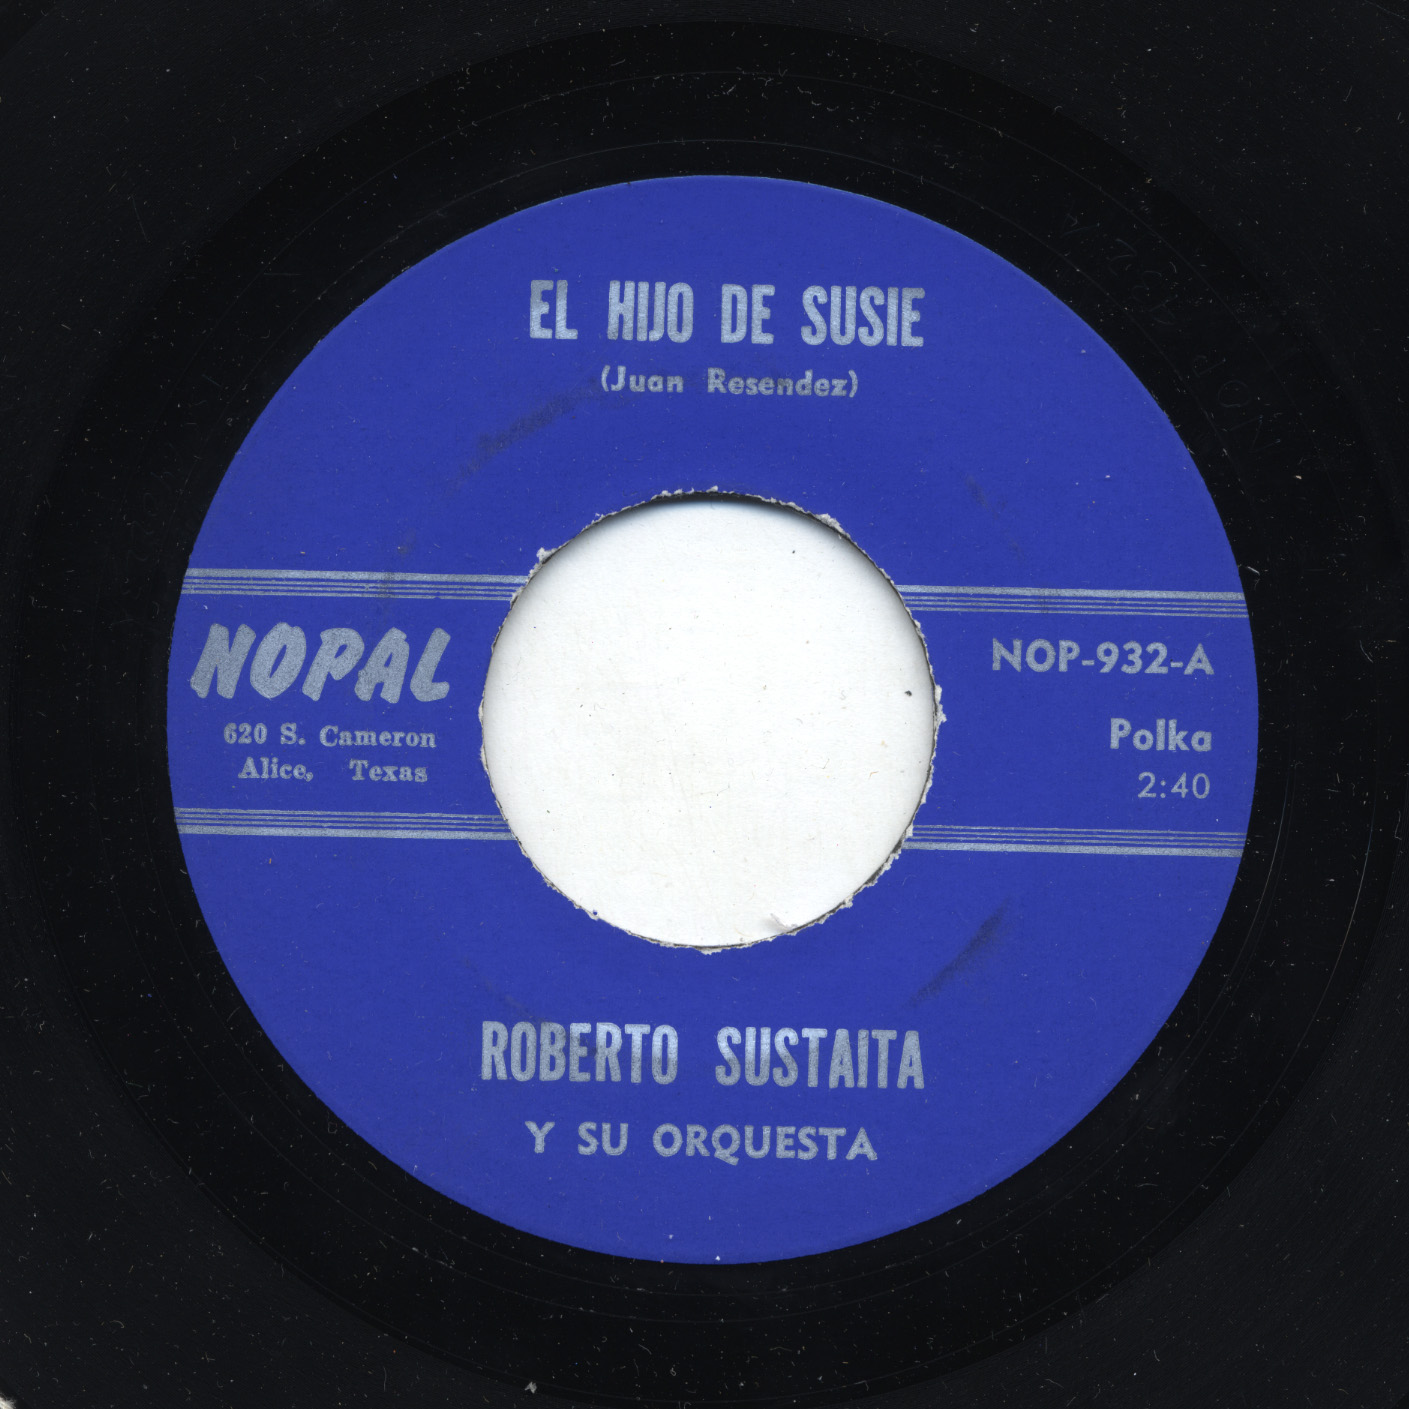 EL HIJO DE SUSIE
(Juan Resendez)
NOPAL
620 S. Cameron
Alice, Texas
NOP-932-A
Polka
2:40
ROBERTO SUSTAITA
Y SU ORQUESTA